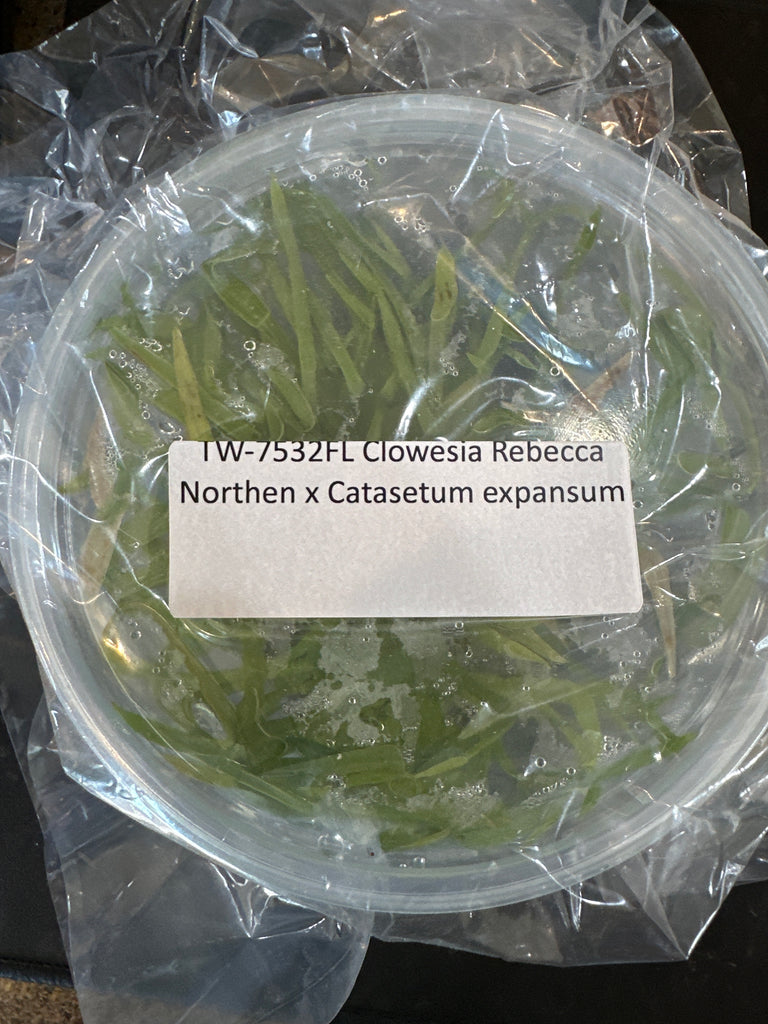 TW-7532FL Clowesia Rebecca
Northen x Catasetum expansum